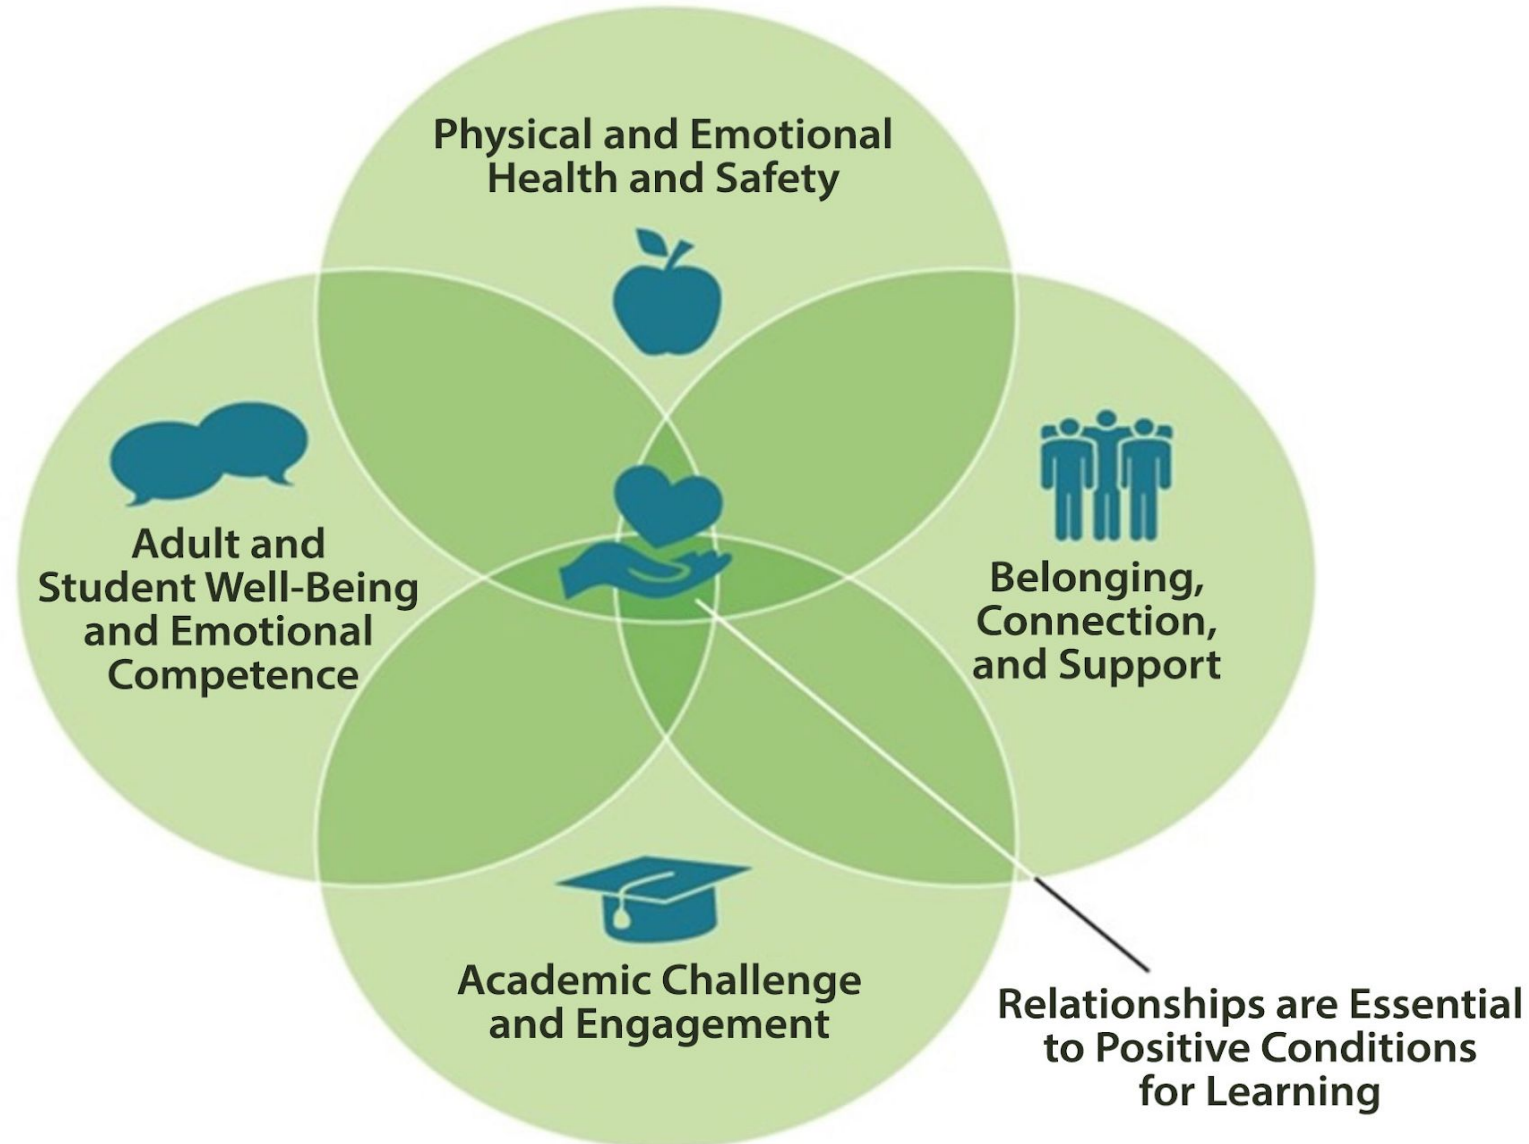 Physical and Emotional
Health and Safety
Adult and
Student Well-Being
and Emotional
Competence
Belonging,
Connection,
and Support
Academic Challenge
and Engagement
Relationships are Essential
to Positive Conditions
for Learning